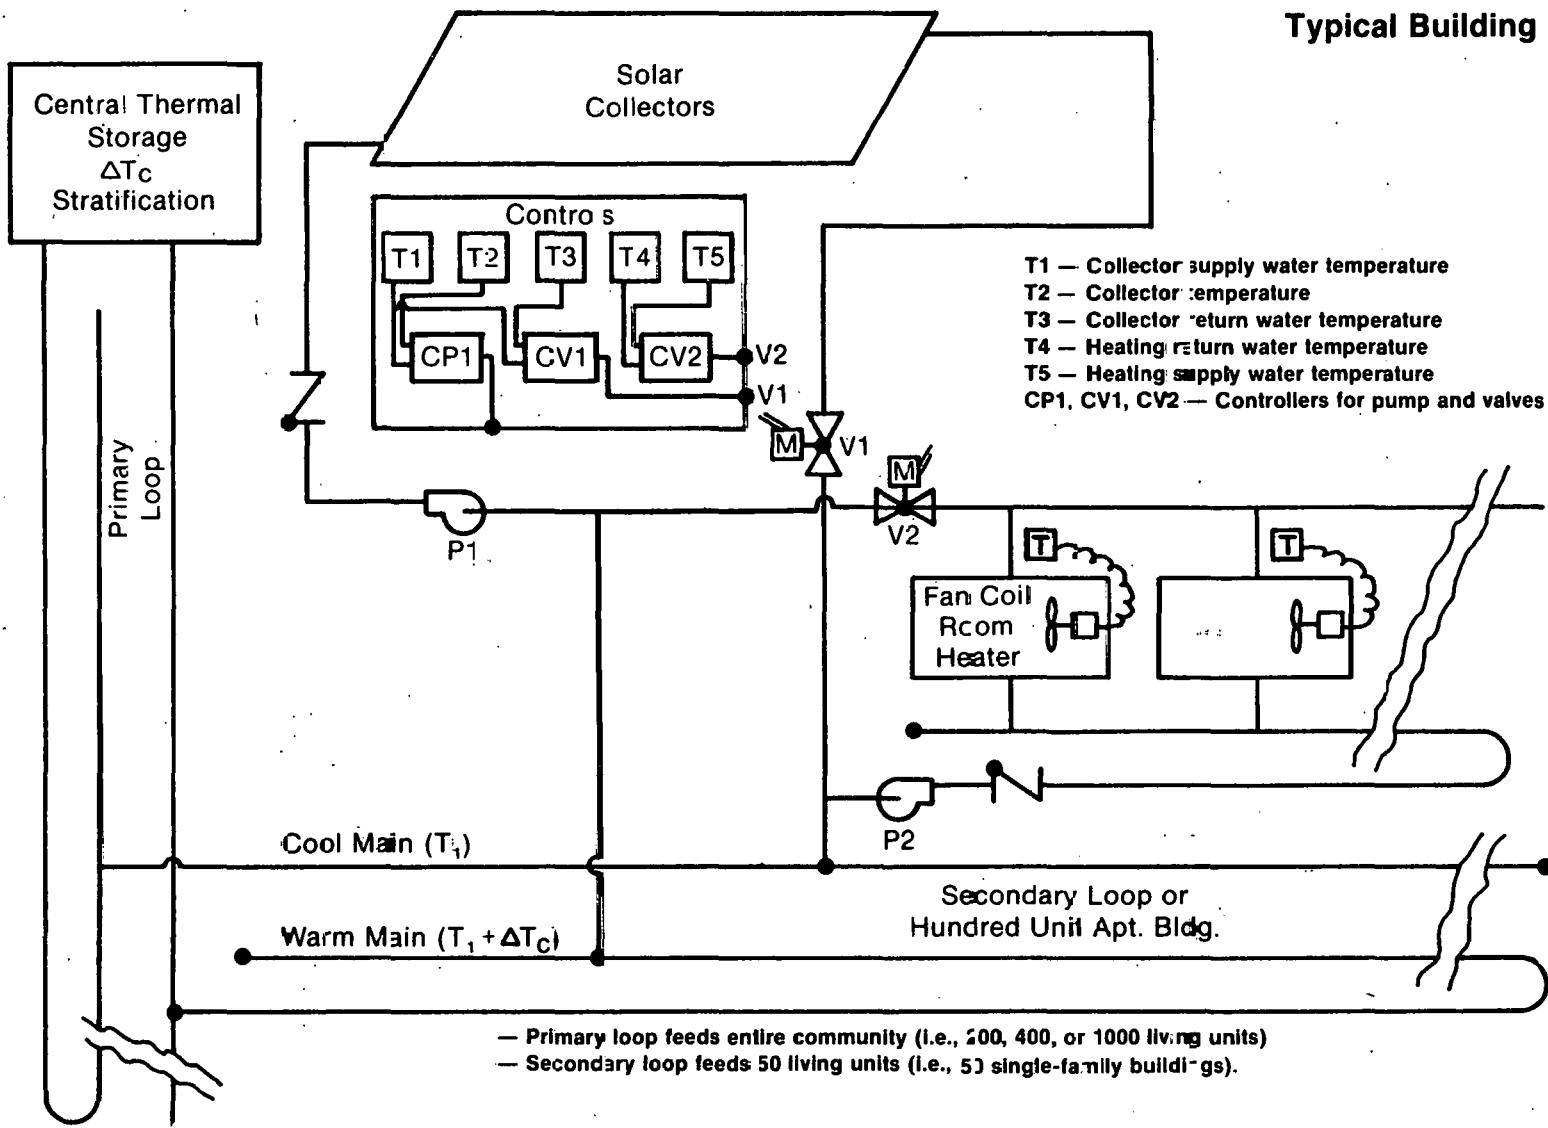 Typical Building
Solar
Collectors
Central Thermal
Storage
ΔTC
Stratification
Contro s
T1 T2 T3 T4 T5
CP1 CV1 CV2
V2
V1
T1 — Collector supply water temperature
T2 — Collector temperature
T3 — Collector return water temperature
T4 — Heating return water temperature
T5 — Heating supply water temperature
CP1, CV1, CV2 — Controllers for pump and valves
M V1
M
V2
Primary
Loop
P1
T T
Fan Coil
Room
Heater
P2
Cool Main (T1)
Secondary Loop or
Hundred Unit Apt. Bldg.
Warm Main (T1 + ΔTC)
— Primary loop feeds entire community (i.e., 200, 400, or 1000 living units)
— Secondary loop feeds 50 living units (i.e., 50 single-family buildings).